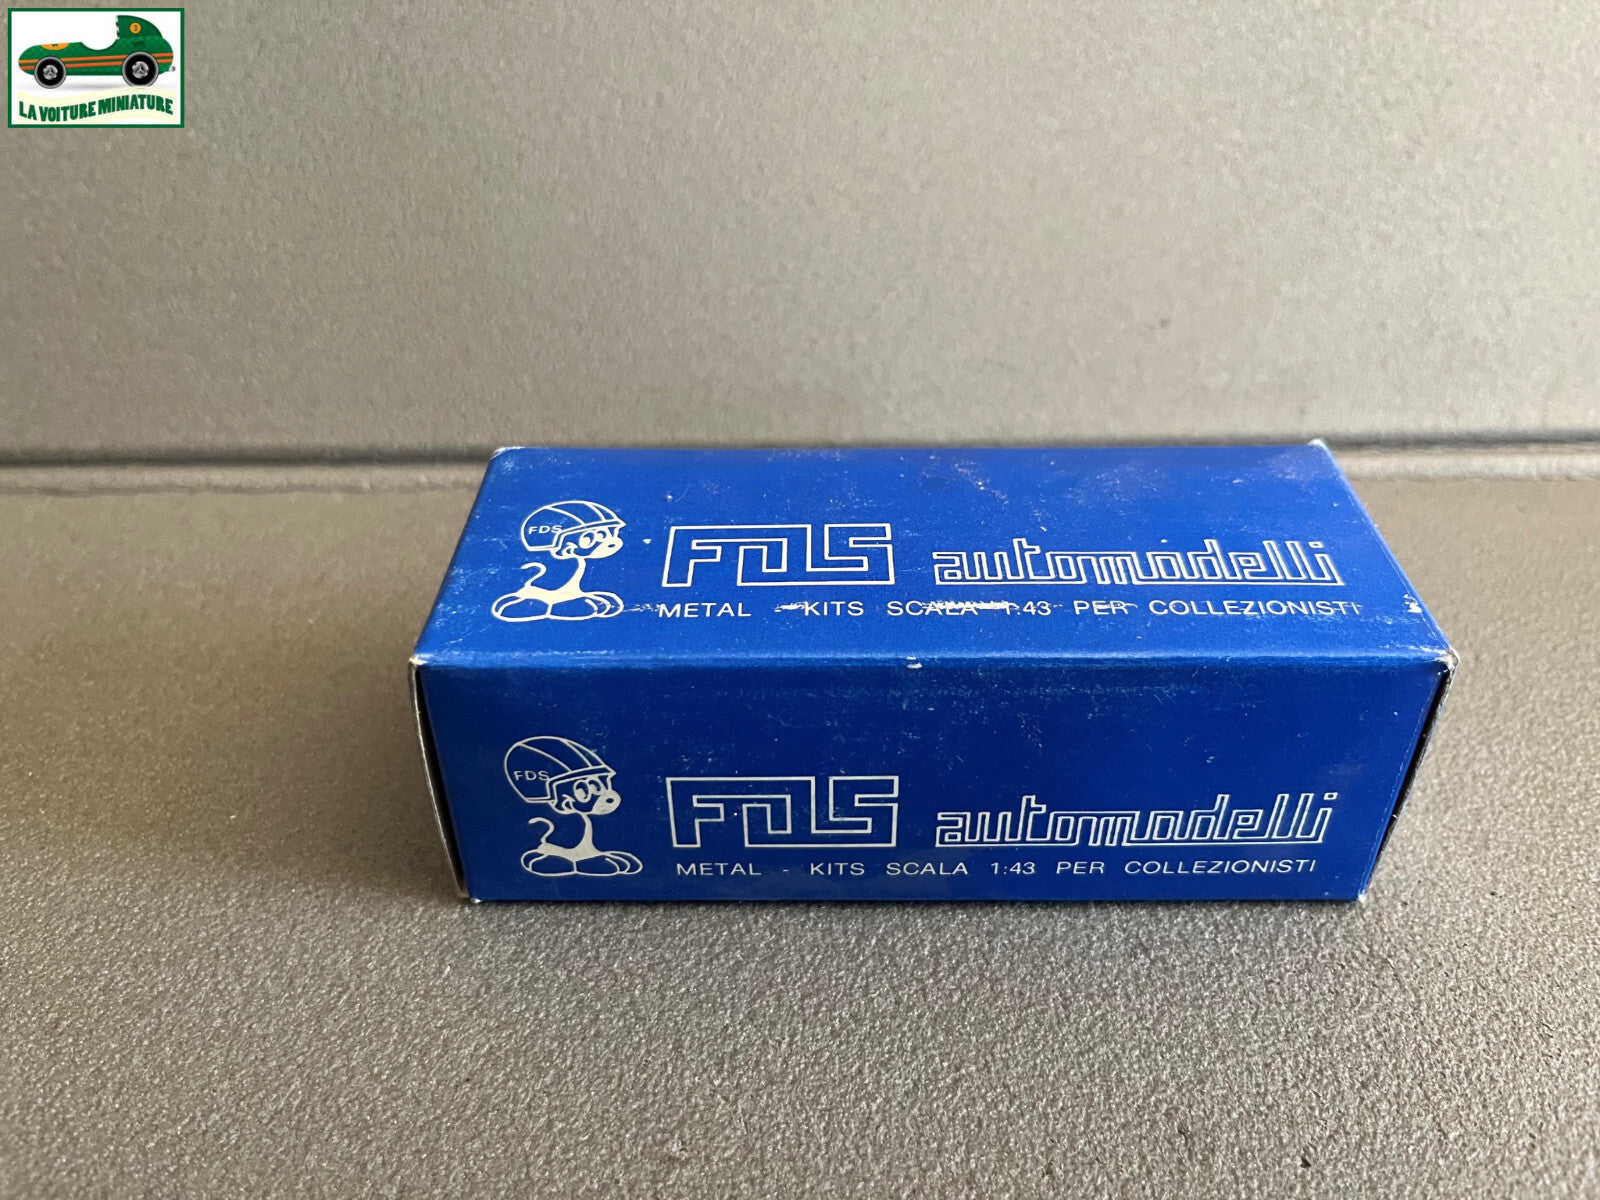 LA VOITURE MINIATURE
FDS
FDS automodelli
METAL - KITS SCALA 1:43 PER COLLEZIONISTI
FDS
FDS automodelli
METAL - KITS SCALA 1:43 PER COLLEZIONISTI